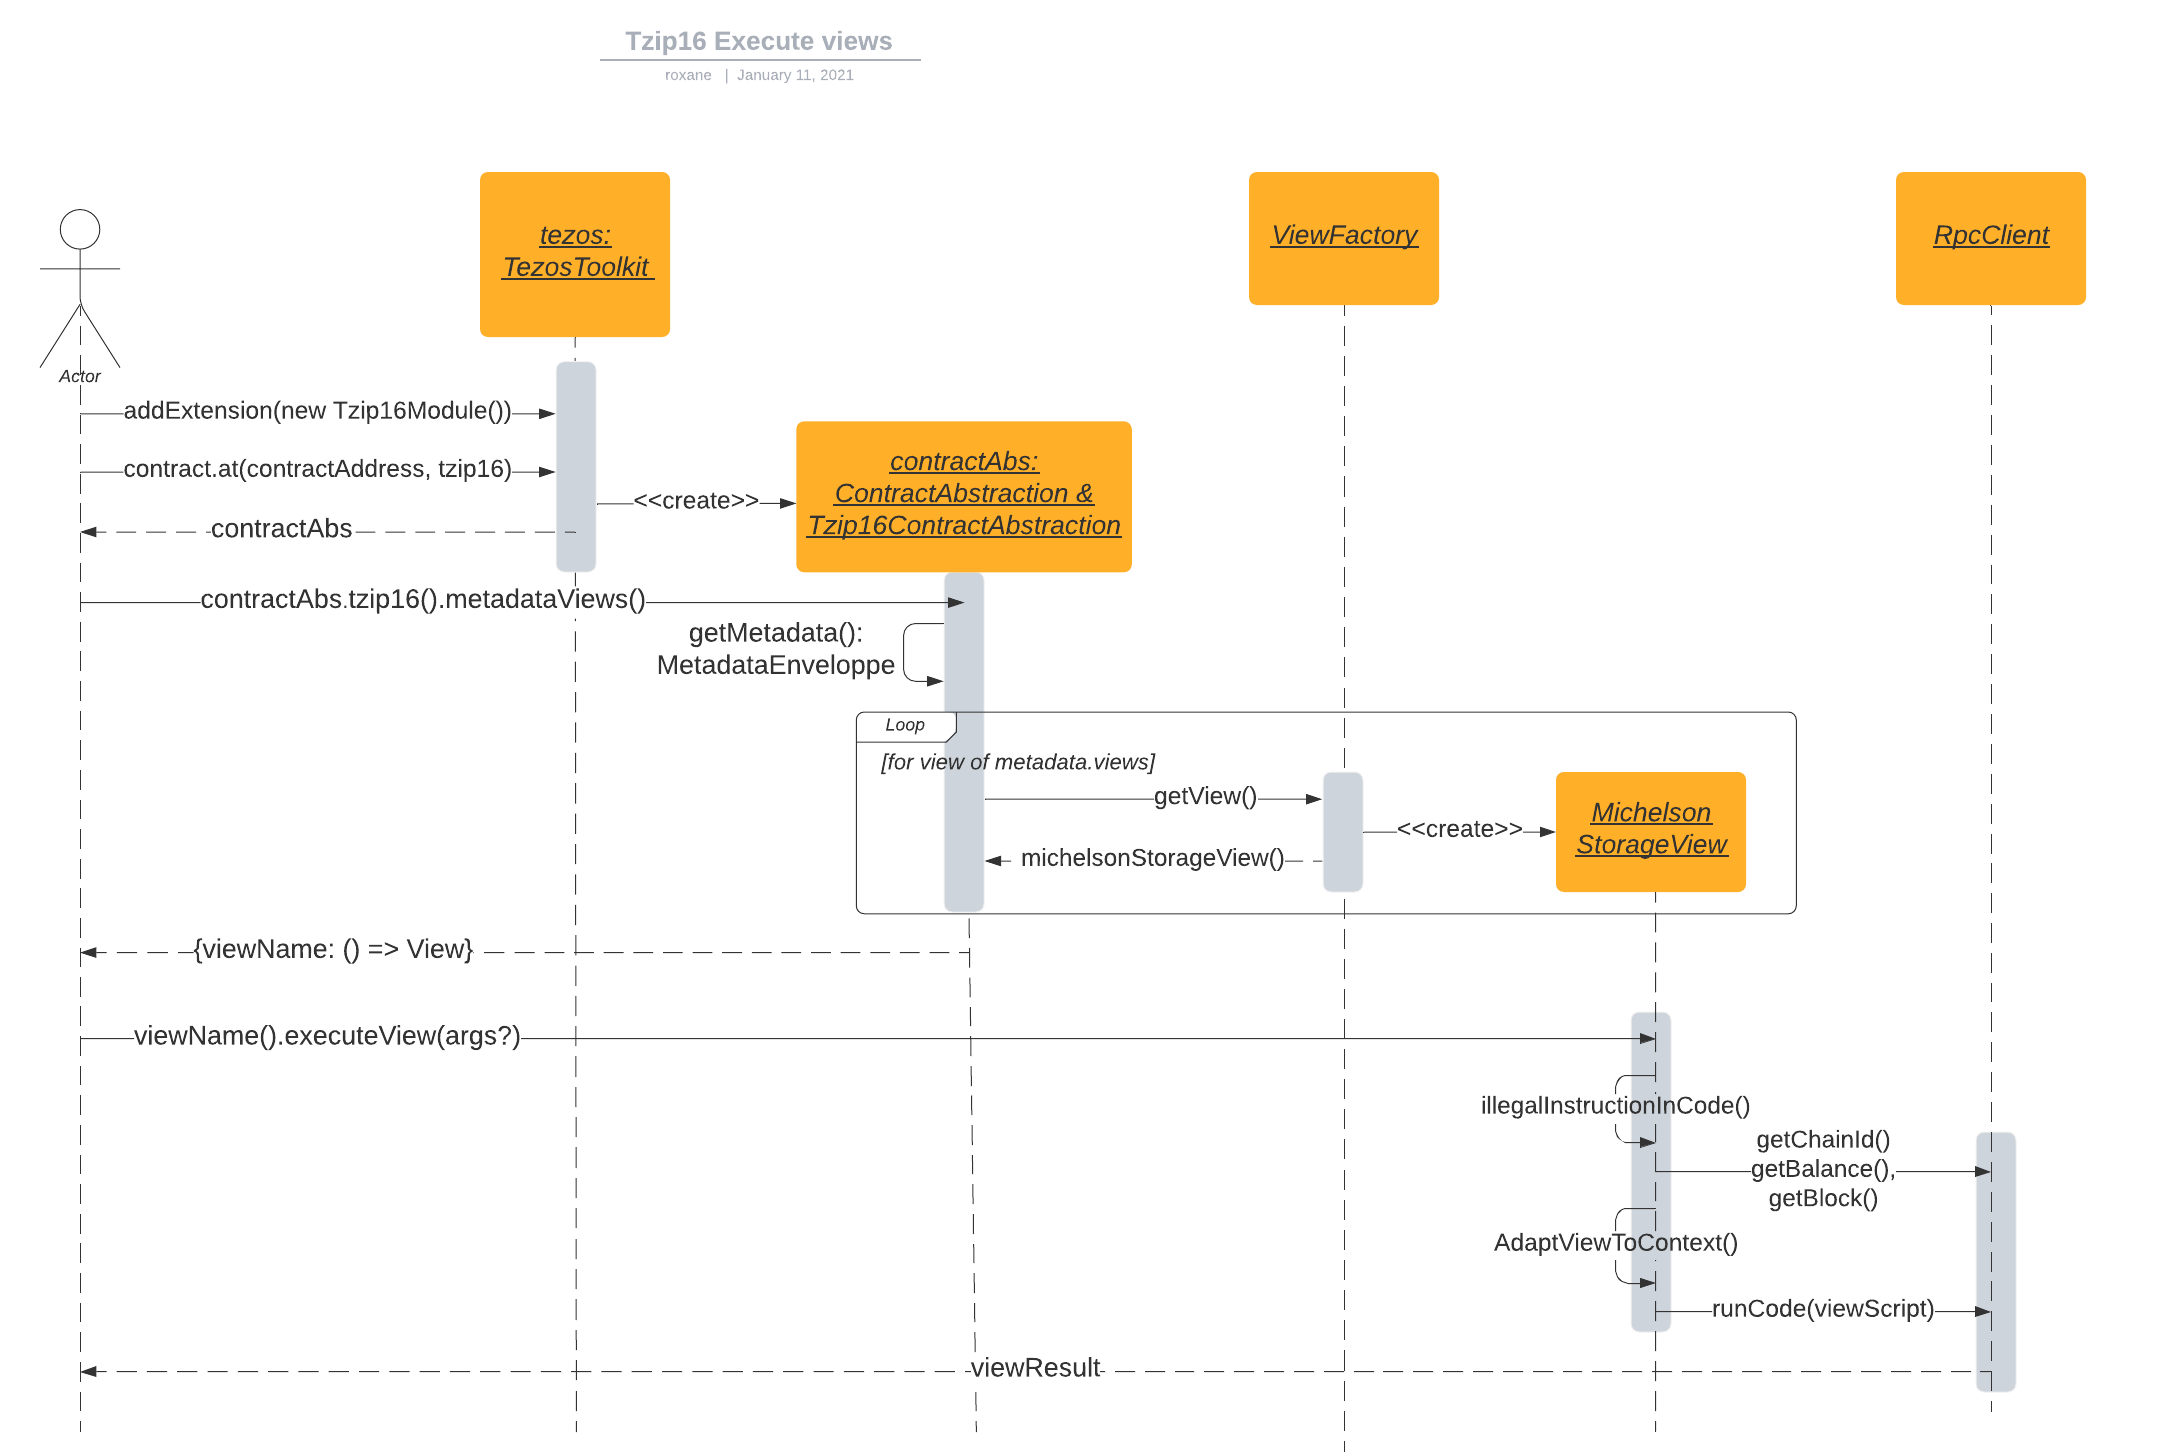 Tzip16 Execute views
roxane | January 11, 2021
tezos:
TezosToolkit
ViewFactory
RpcClient
Actor
addExtension(new Tzip16Module())
contract.at(contractAddress, tzip16)
<<create>>
contractAbs:
ContractAbstraction &
Tzip16ContractAbstraction
contractAbs
contractAbs.tzip16().metadataViews()
getMetadata():
MetadataEnveloppe
Loop
[for view of metadata.views]
getView()
<<create>>
Michelson
StorageView
michelsonStorageView()
{viewName: () => View}
viewName().executeView(args?)
illegalInstructionInCode()
getChainId()
getBalance(),
getBlock()
AdaptViewToContext()
runCode(viewScript)
viewResult